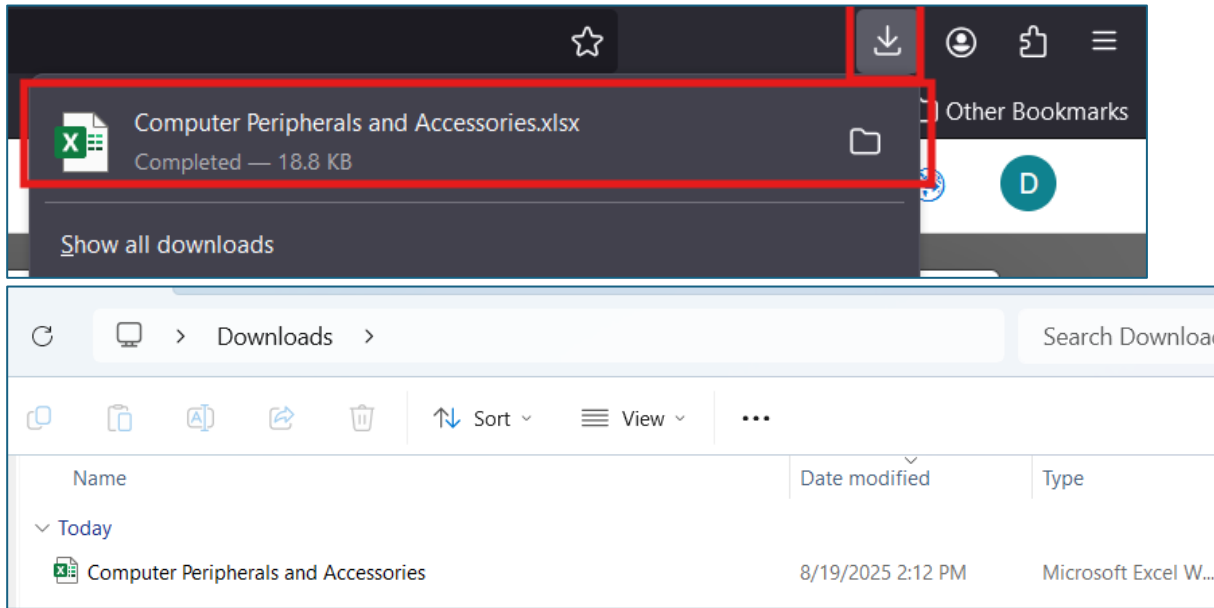 Other Bookmarks
X
Computer Peripherals and Accessories.xlsx
Completed — 18.8 KB
D
Show all downloads
Downloads
Search Downloa
A
Sort
View
Name
Date modified
Type
Today
X
Computer Peripherals and Accessories
8/19/2025 2:12 PM
Microsoft Excel W...